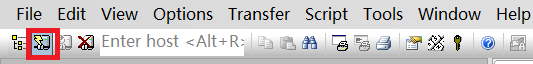 File Edit View Options Transfer Script Tools Window Help
Enter host <Alt+R>